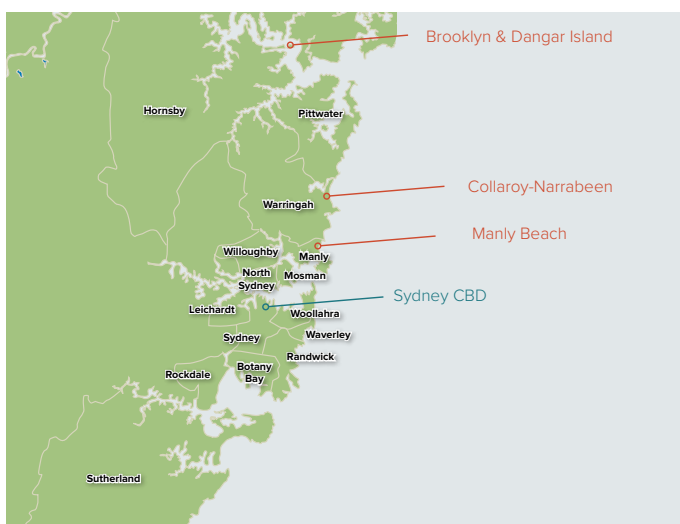 Brooklyn & Dangar Island
Hornsby
Pittwater
Collaroy-Narrabeen
Warringah
Manly Beach
Willoughby
Manly
North
Sydney
Mosman
Sydney CBD
Leichardt
Woollahra
Waverley
Sydney
Randwick
Botany
Bay
Rockdale
Sutherland